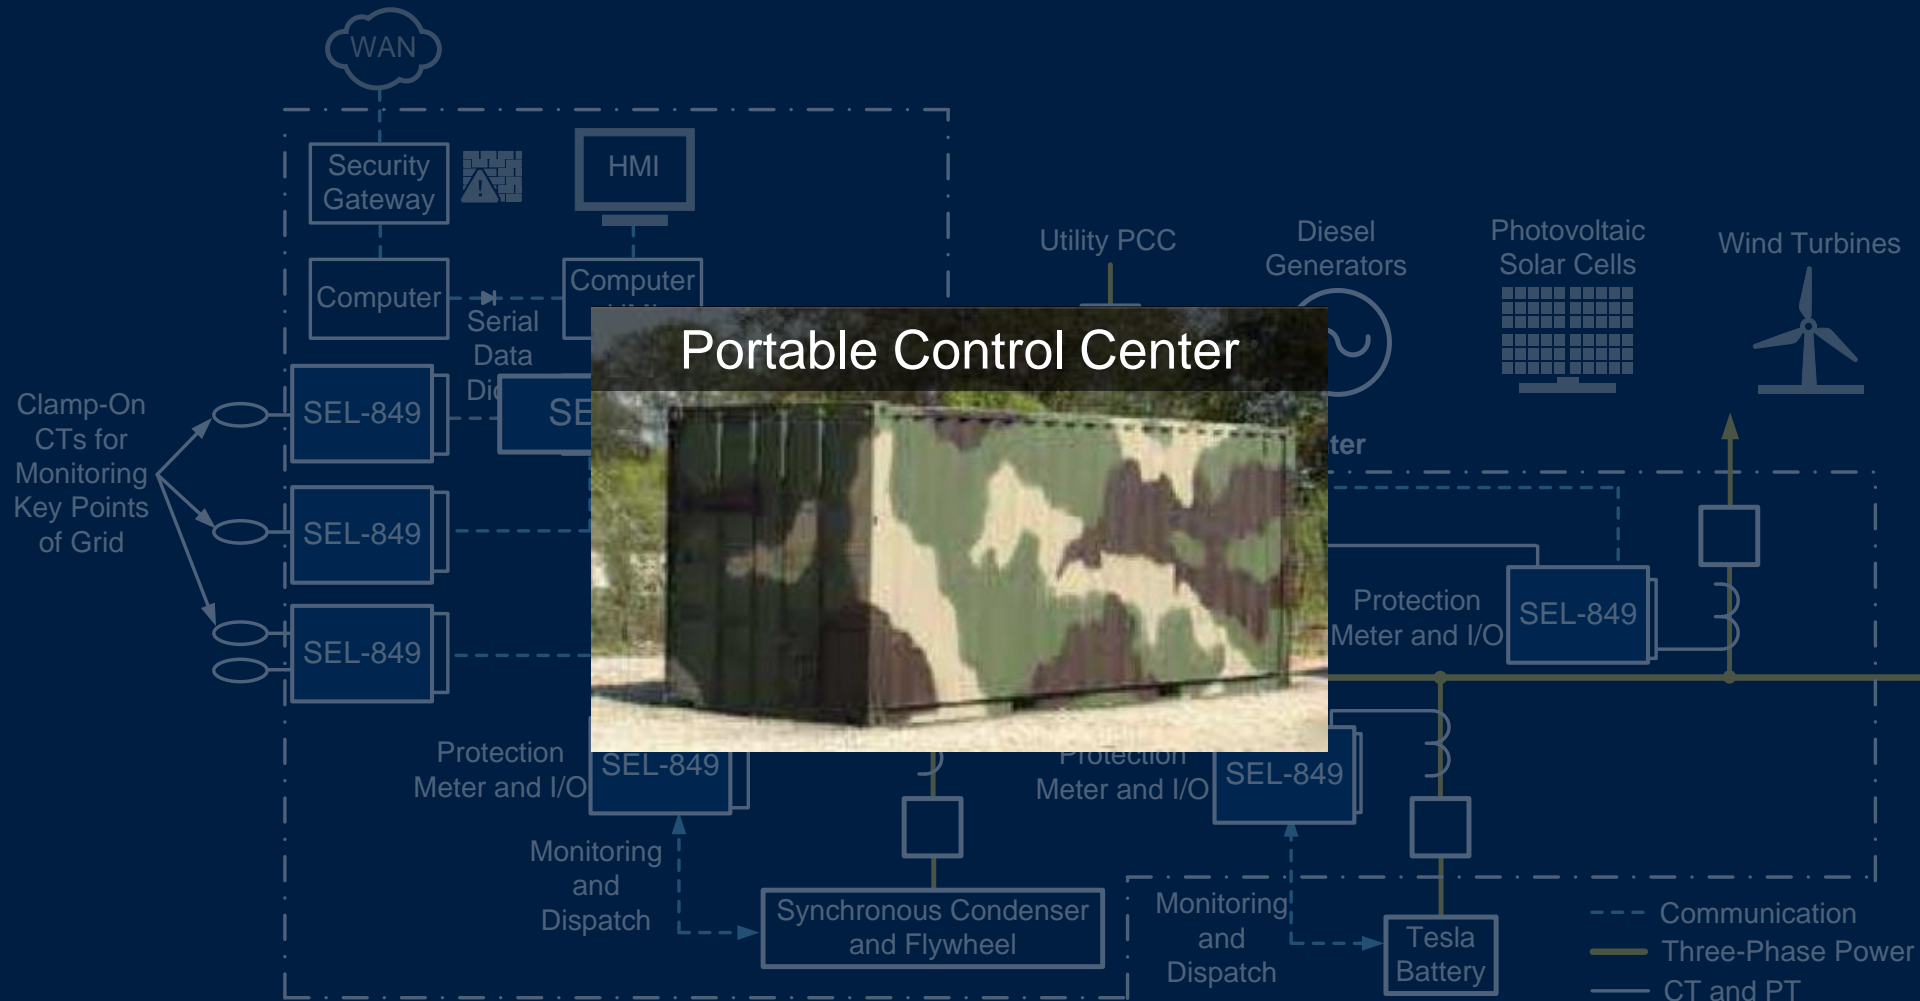 WAN
Security
Gateway
HMI
Computer
Serial
Data
Computer
Utility PCC
Diesel
Generators
Photovoltaic
Solar Cells
Wind Turbines
Portable Control Center
Clamp-On
CTs for
Monitoring
Key Points
of Grid
SEL-849
SEL-849
SEL-849
SE
ter
Protection
Meter and I/O
SEL-849
Protection
Meter and I/O
SEL-849
Monitoring
and
Dispatch
Synchronous Condenser
and Flywheel
Protection
Meter and I/O
SEL-849
Monitoring
and
Dispatch
Tesla
Battery
Communication
Three-Phase Power
CT and PT